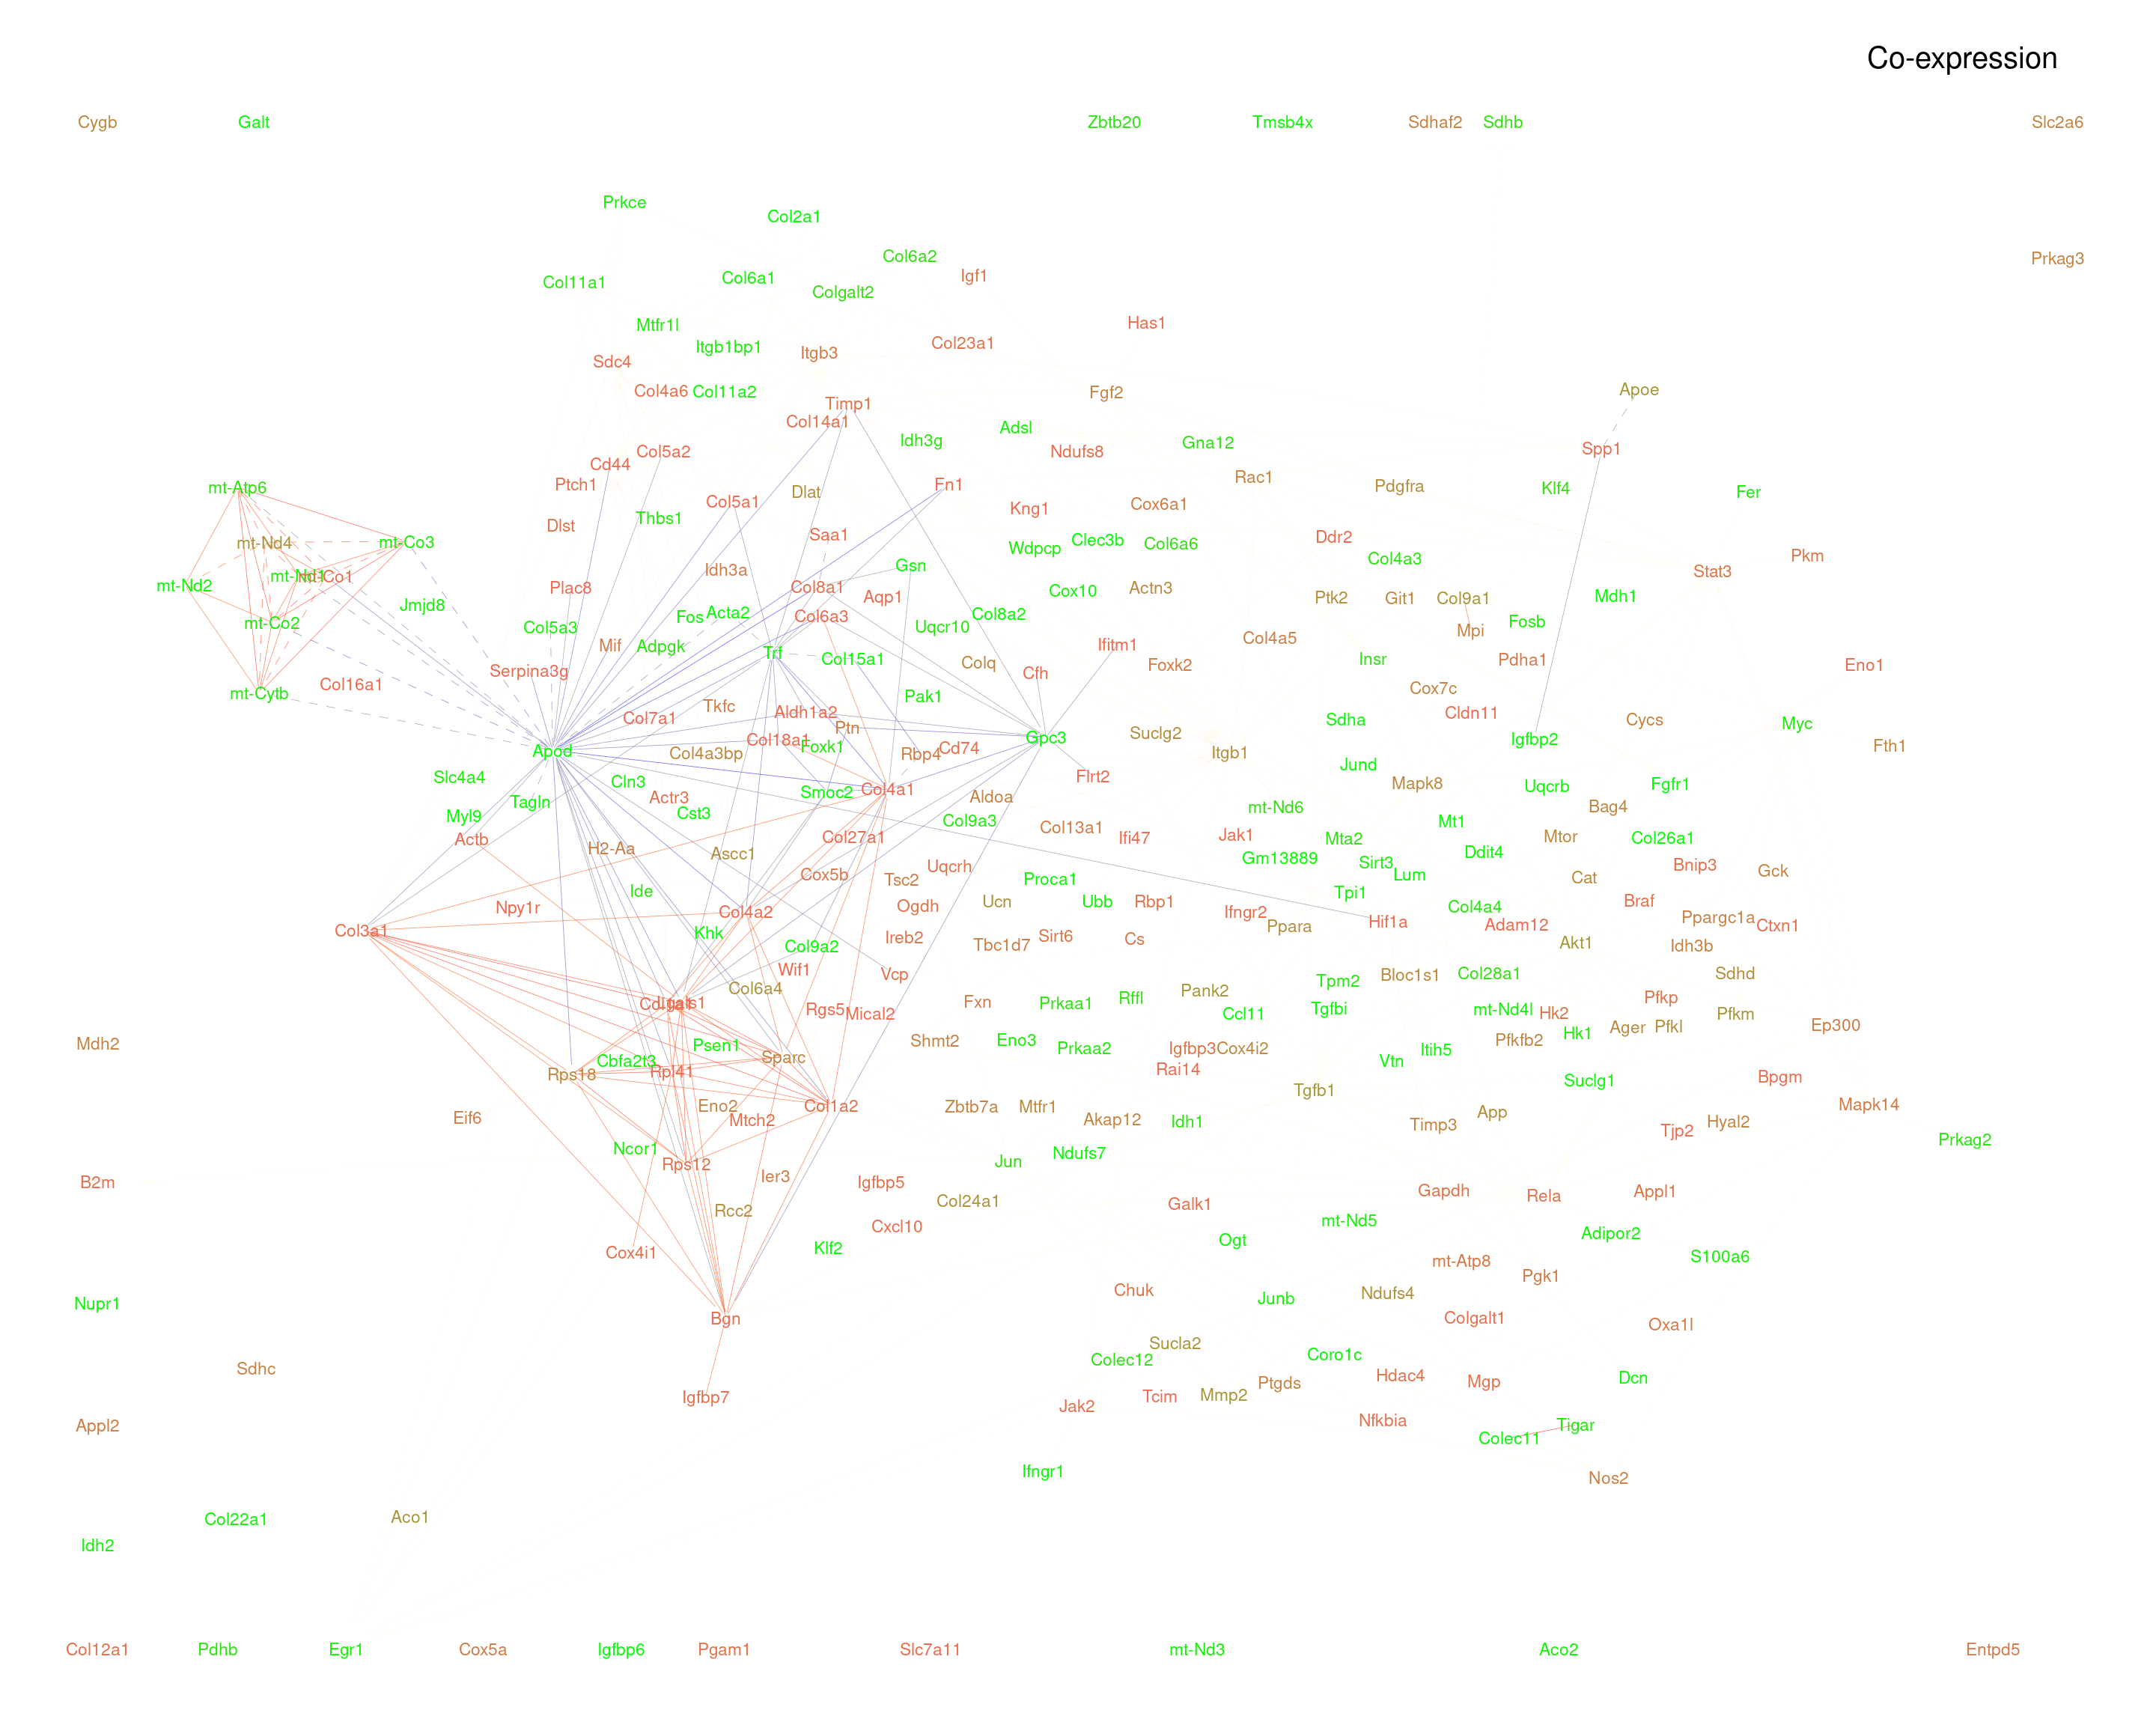 Co-expression
Cygb
Galt
Zbtb20
Tmsb4x
Sdhaf2
Sdhb
Slc2a6
Prkce
Col2a1
Col6a2
Prkag3
Igf1
Col11a1
Col6a1
Colgalt2
Mtfr1l
Has1
Itgb1bp1
Itgb3
Col23a1
Sdc4
Col4a6
Col11a2
Fgf2
Apoe
Timp1
Col14a1
Idh3g
Adsl
Gna12
Col5a2
Ndufs8
Spp1
Cd44
Ptch1
Rac1
mt-Atp6
Col5a1
Dlat
Fn1
Pdgfra
Klf4
Fer
Kng1
Cox6a1
Thbs1
Dlst
Saa1
mt-Nd4
mt-Co3
Wdpcp
Clec3b
Col6a6
Ddr2
Pkm
Col4a3
Gsn
Idh3a
Stat3
mt-Nd2
mt-Nd1
mt-Co1
Plac8
Col8a1
Aqp1
Cox10
Actn3
Ptk2
Git1
Col9a1
Mdh1
Jmjd8
Fos
Acta2
Col6a3
Col8a2
mt-Co2
Col5a3
Uqcr10
Fosb
Mpi
Mif
Adpgk
Trf
Col15a1
Ifitm1
Col4a5
Colq
Foxk2
Insr
Pdha1
Eno1
Serpina3g
Cfh
mt-Cytb
Col16a1
Pak1
Cox7c
Tkfc
Col7a1
Aldh1a2
Ptn
Cldn11
Sdha
Cycs
Myc
Suclg2
Col18a1
Foxk1
Gpc3
Igfbp2
Fth1
Apod
Col4a3bp
Rbp4
Cd74
Itgb1
Jund
Slc4a4
Cln3
Flrt2
Mapk8
Fgfr1
Uqcrb
Col4a1
Smoc2
Actr3
Aldoa
Tagln
mt-Nd6
Bag4
Myl9
Cst3
Col9a3
Mt1
Col13a1
Actb
Col27a1
Ifi47
Jak1
Mta2
Mtor
Col26a1
H2-Aa
Ascc1
Gm13889
Sirt3
Ddit4
Uqcrh
Bnip3
Cox5b
Tsc2
Proca1
Lum
Cat
Gck
Ide
Tpi1
Npy1r
Ogdh
Ucn
Ubb
Rbp1
Ifngr2
Col4a4
Braf
Col4a2
Ppara
Hif1a
Adam12
Ppargc1a
Ctxn1
Col3a1
Khk
Col9a2
Ireb2
Tbc1d7
Sirt6
Cs
Akt1
Idh3b
Wif1
Vcp
Bloc1s1
Col28a1
Sdhd
Col6a4
Tpm2
Pank2
Lgals1
Fxn
Prkaa1
Rffl
Pfkp
Rgs5
Mical2
Ccl11
Tgfbi
mt-Nd4l
Hk2
Pfkm
Ager
Pfkl
Ep300
Mdh2
Psen1
Shmt2
Eno3
Prkaa2
Igfbp3
Cox4i2
Itih5
Pfkfb2
Hk1
Cbfa2t3
Sparc
Rai14
Vtn
Rps18
Rpl41
Suclg1
Bpgm
Tgfb1
Eno2
Col1a2
Zbtb7a
Mtfr1
Mapk14
Eif6
Mtch2
Akap12
Idh1
Timp3
App
Hyal2
Tjp2
Prkag2
Ncor1
Ndufs7
Jun
Rps12
Ier3
B2m
Igfbp5
Gapdh
Rela
Appl1
Col24a1
Galk1
Rcc2
Cxcl10
mt-Nd5
Adipor2
Cox4i1
Klf2
Ogt
S100a6
mt-Atp8
Pgk1
Chuk
Ndufs4
Nupr1
Junb
Bgn
Colgalt1
Oxa1l
Sucla2
Sdhc
Colec12
Coro1c
Hdac4
Mgp
Dcn
Igfbp7
Ptgds
Jak2
Tcim
Mmp2
Appl2
Nfkbia
Tigar
Colec11
Ifngr1
Nos2
Col22a1
Aco1
Idh2
Col12a1
Pdhb
Egr1
Cox5a
Igfbp6
Pgam1
Slc7a11
mt-Nd3
Aco2
Entpd5